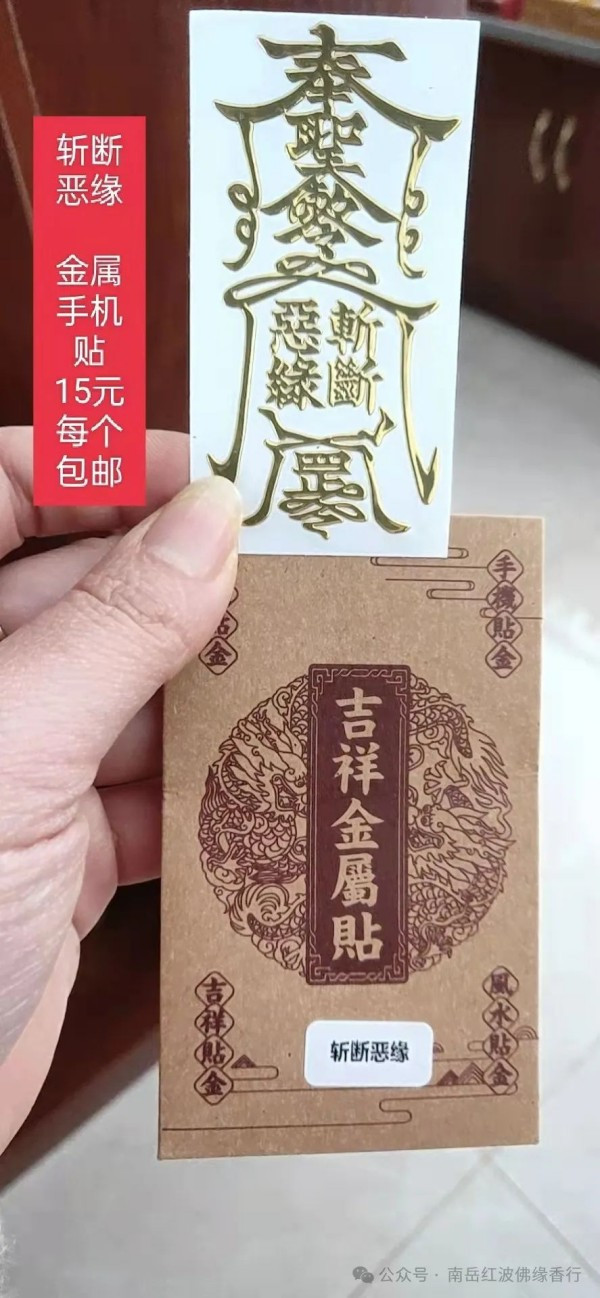 斩断
恶缘
金属
手机
贴
15元
每个
包邮
奉
聖
斬斷
惡緣
罡
手機貼金
吉祥金屬貼
吉祥貼金
風水貼金
斩断恶缘
公众号 · 南岳红波佛缘香行